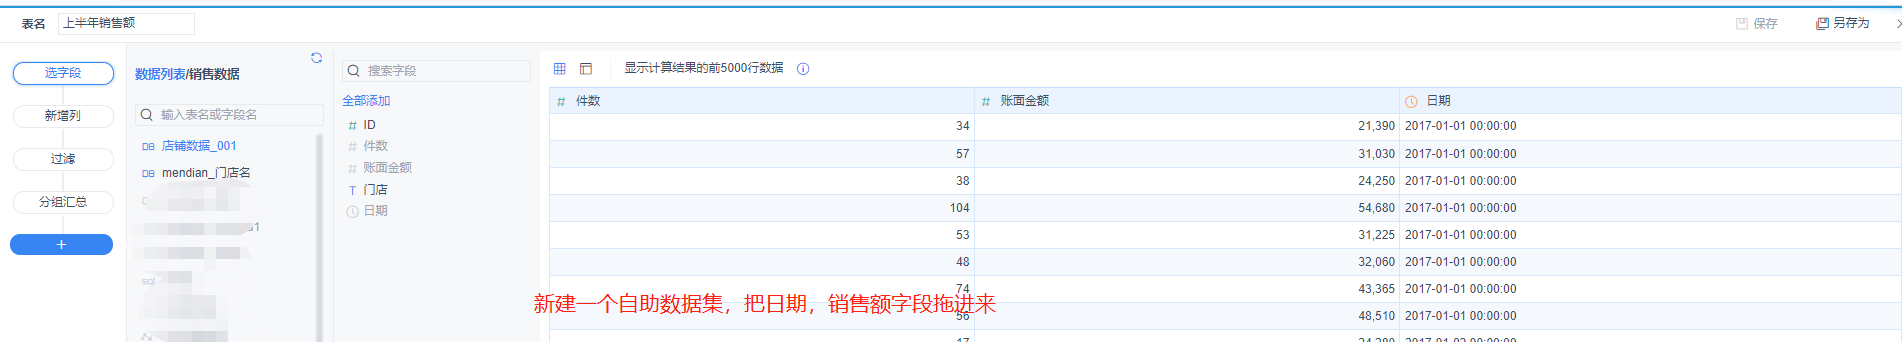 表名 上半年销售额 保存 另存为
选字段 数据列表/销售数据 搜索字段 显示计算结果的前5000行数据
新增列 输入表名或字段名 全部添加 # 件数 # 账面金额 日期
过滤 店铺数据_001 # ID 34 21,390 2017-01-01 00:00:00
分组汇总 mendian_门店名 # 件数 57 31,030 2017-01-01 00:00:00
+ # 账面金额 38 24,250 2017-01-01 00:00:00
T 门店 104 54,680 2017-01-01 00:00:00
日期 53 31,225 2017-01-01 00:00:00
48 32,060 2017-01-01 00:00:00
74 43,365 2017-01-01 00:00:00
新建一个自助数据集，把日期，销售额字段拖进来
56 48,510 2017-01-01 00:00:00